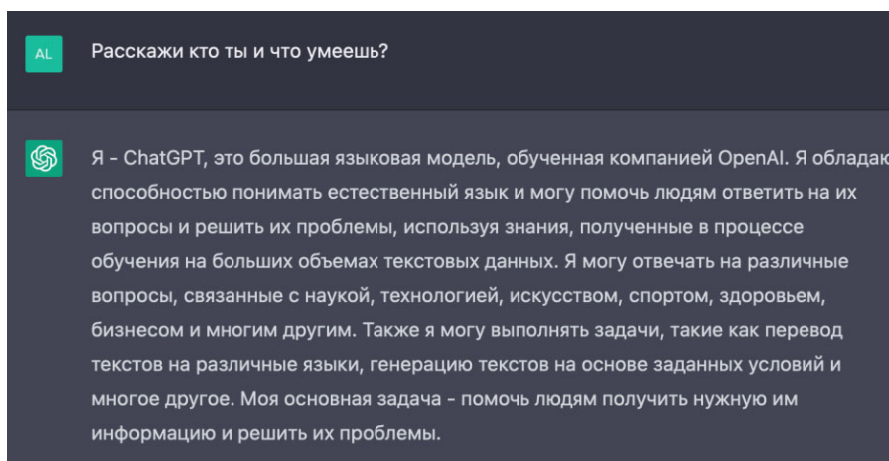 AL
Расскажи кто ты и что умеешь?
Я - ChatGPT, это большая языковая модель, обученная компанией OpenAI. Я обладаю
способностью понимать естественный язык и могу помочь людям ответить на их
вопросы и решить их проблемы, используя знания, полученные в процессе
обучения на больших объемах текстовых данных. Я могу отвечать на различные
вопросы, связанные с наукой, технологией, искусством, спортом, здоровьем,
бизнесом и многим другим. Также я могу выполнять задачи, такие как перевод
текстов на различные языки, генерацию текстов на основе заданных условий и
многое другое. Моя основная задача - помочь людям получить нужную им
информацию и решить их проблемы.